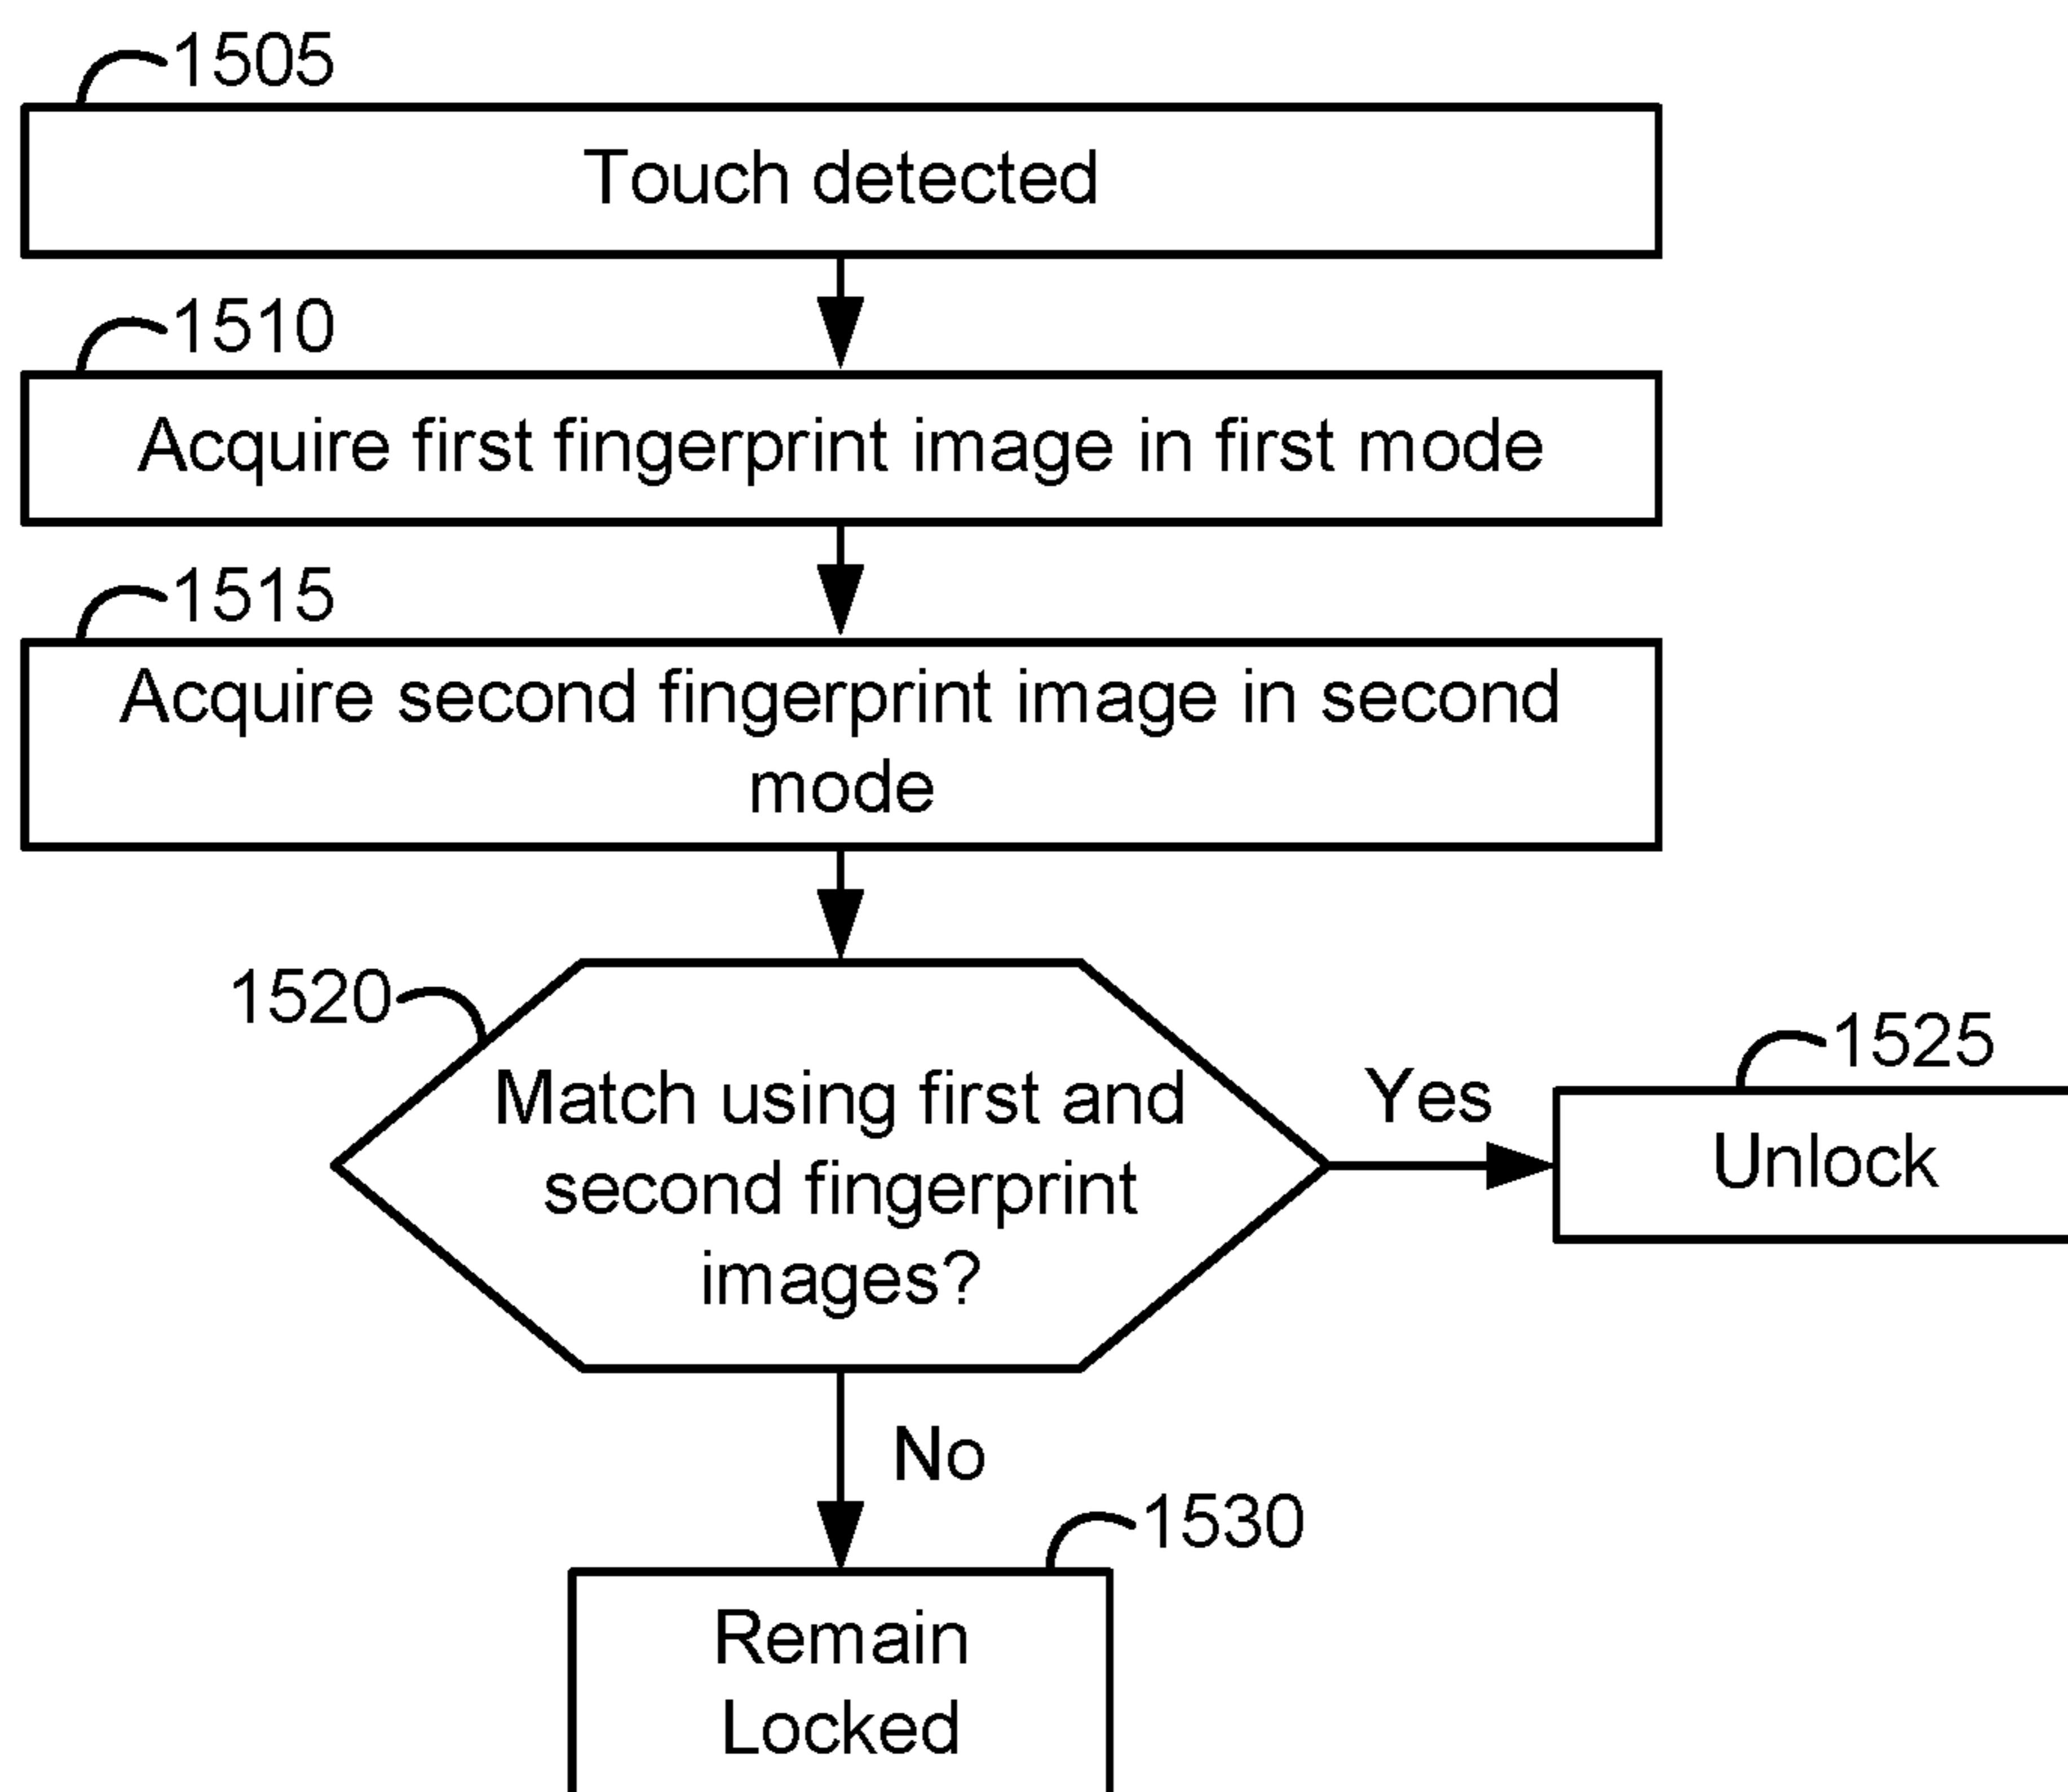 1505
Touch detected
1510
Acquire first fingerprint image in first mode
1515
Acquire second fingerprint image in second
mode
1520
Match using first and
second fingerprint
images?
Yes
1525
Unlock
No
1530
Remain
Locked